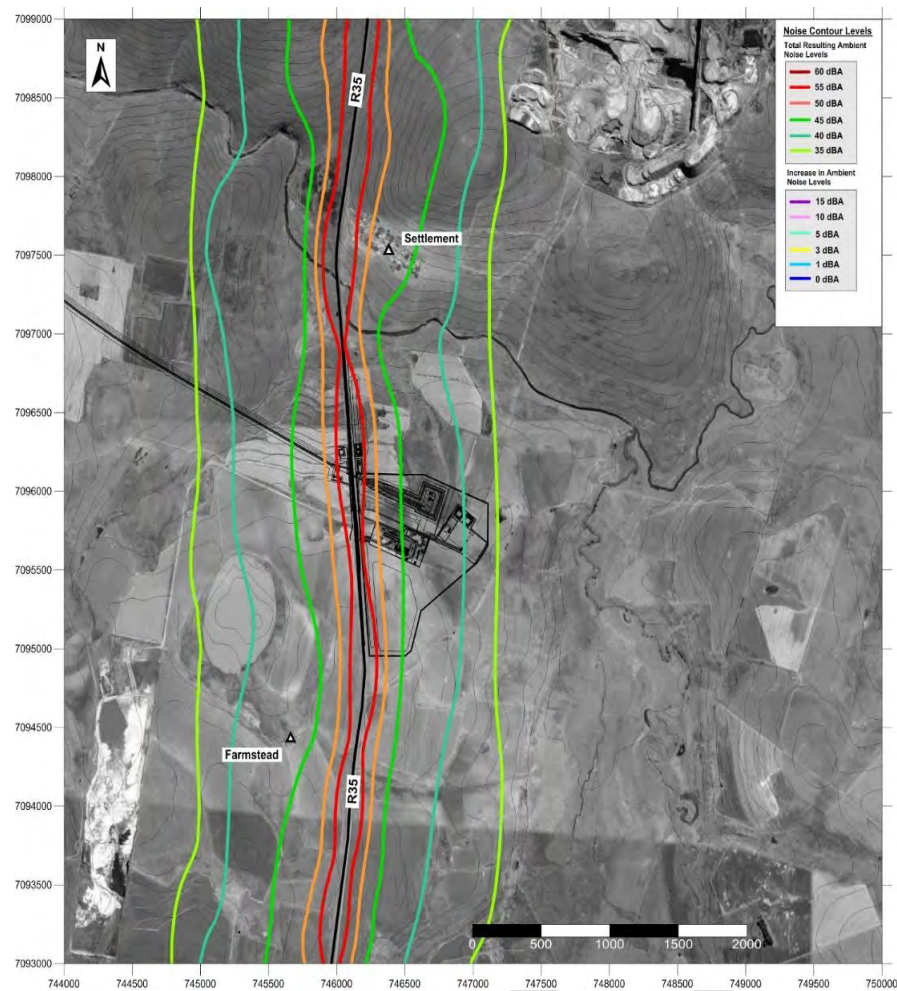 7099000
7098500
7098000
7097500
7097000
7096500
7096000
7095500
7095000
7094500
7094000
7093500
7093000
N
R35
Settlement
Farmstead
R35
Noise Contour Levels
Total Resulting Ambient
Noise Levels
60 dBA
55 dBA
50 dBA
45 dBA
40 dBA
35 dBA
Increase in Ambient
Noise Levels
15 dBA
10 dBA
5 dBA
3 dBA
1 dBA
0 dBA
0 500 1000 1500 2000
744000 744500 745000 745500 746000 746500 747000 747500 748000 748500 749000 749500 750000